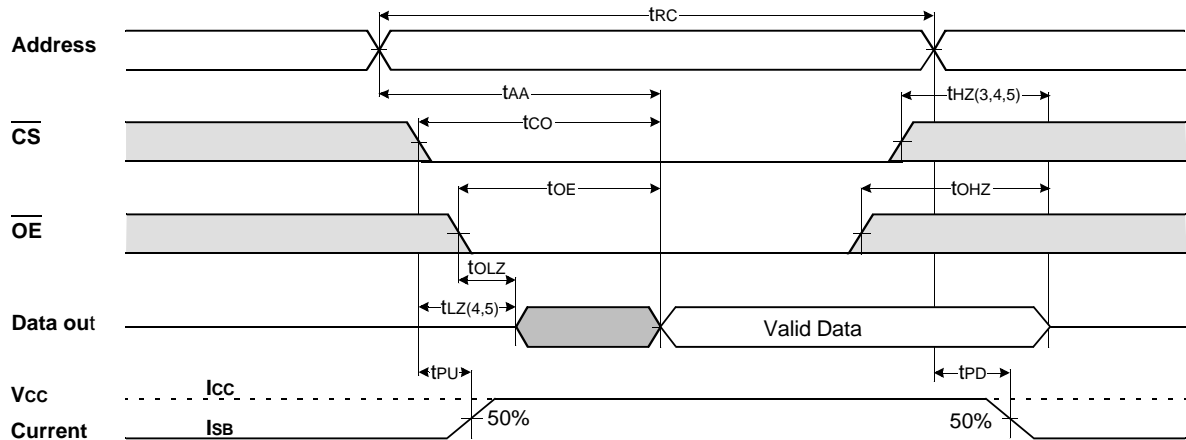 tRC
Address
tAA
tHZ(3,4,5)
CS
tCO
OE
tOE
tOHZ
tOLZ
tLZ(4,5)
Data out
Valid Data
tPU
tPD
VCC
ICC
50%
50%
Current
ISB